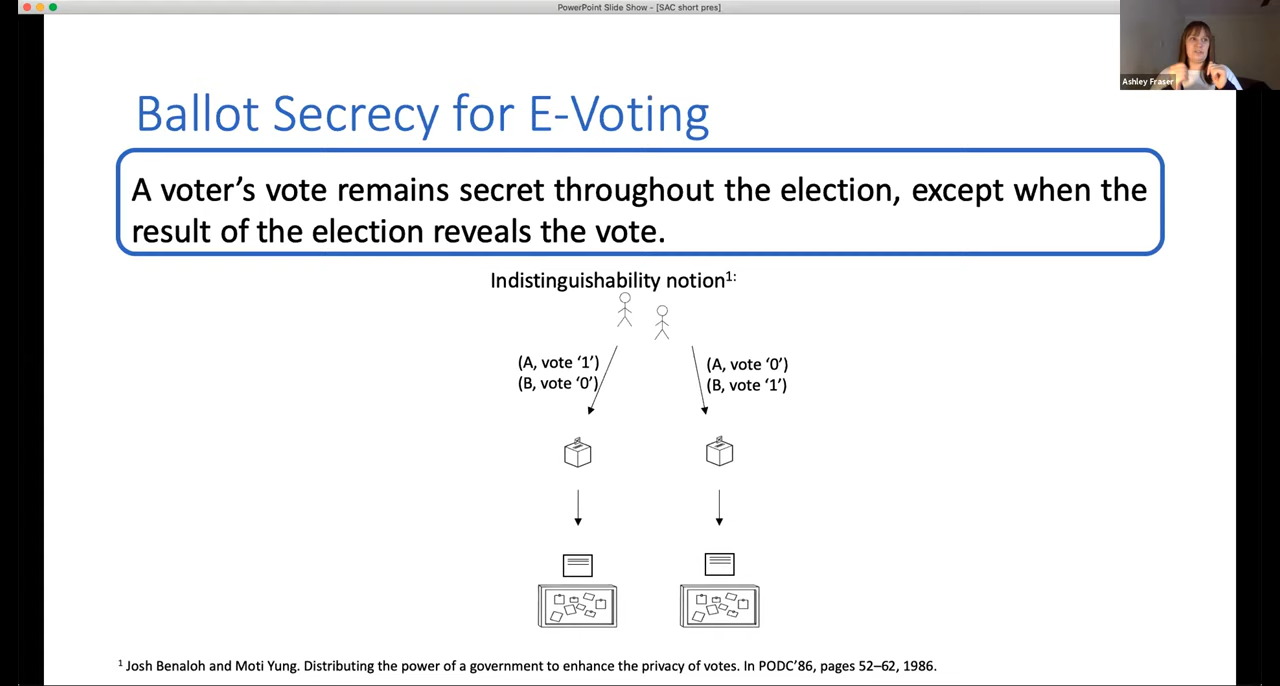 PowerPoint Slide Show - [SAC short pres]
Ashley Fraser
Ballot Secrecy for E-Voting
A voter’s vote remains secret throughout the election, except when the
result of the election reveals the vote.
Indistinguishability notion1:
(A, vote ‘1’)
(B, vote ‘0’)
(A, vote ‘0’)
(B, vote ‘1’)
1 Josh Benaloh and Moti Yung. Distributing the power of a government to enhance the privacy of votes. In PODC’86, pages 52–62, 1986.